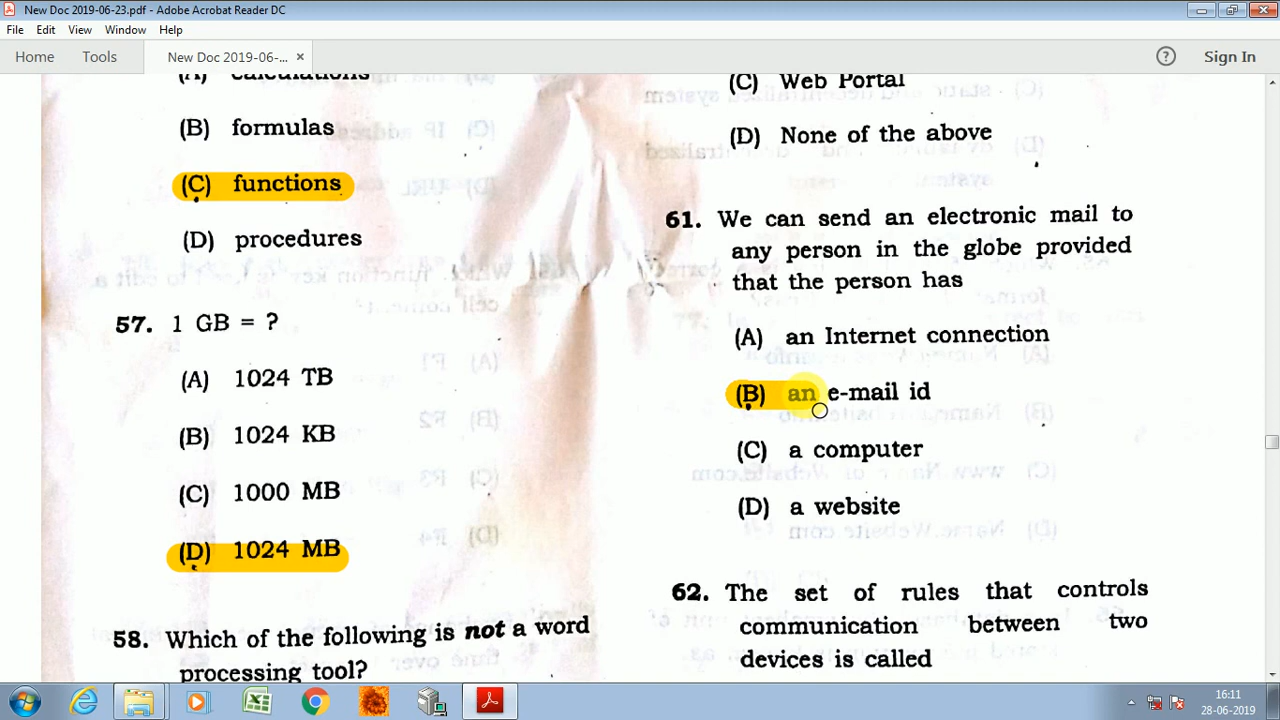 New Doc 2019-06-23.pdf - Adobe Acrobat Reader DC
File Edit View Window Help
Home Tools New Doc 2019-06-... × ? Sign In
(A) calculations
(B) formulas
(C) functions
(D) procedures
57. 1 GB = ?
(A) 1024 TB
(B) 1024 KB
(C) 1000 MB
(D) 1024 MB
58. Which of the following is not a word
processing tool?
(C) Web Portal
(D) None of the above
61. We can send an electronic mail to
any person in the globe provided
that the person has
(A) an Internet connection
(B) an e-mail id
(C) a computer
(D) a website
62. The set of rules that controls
communication between two
devices is called
16:11
28-06-2019